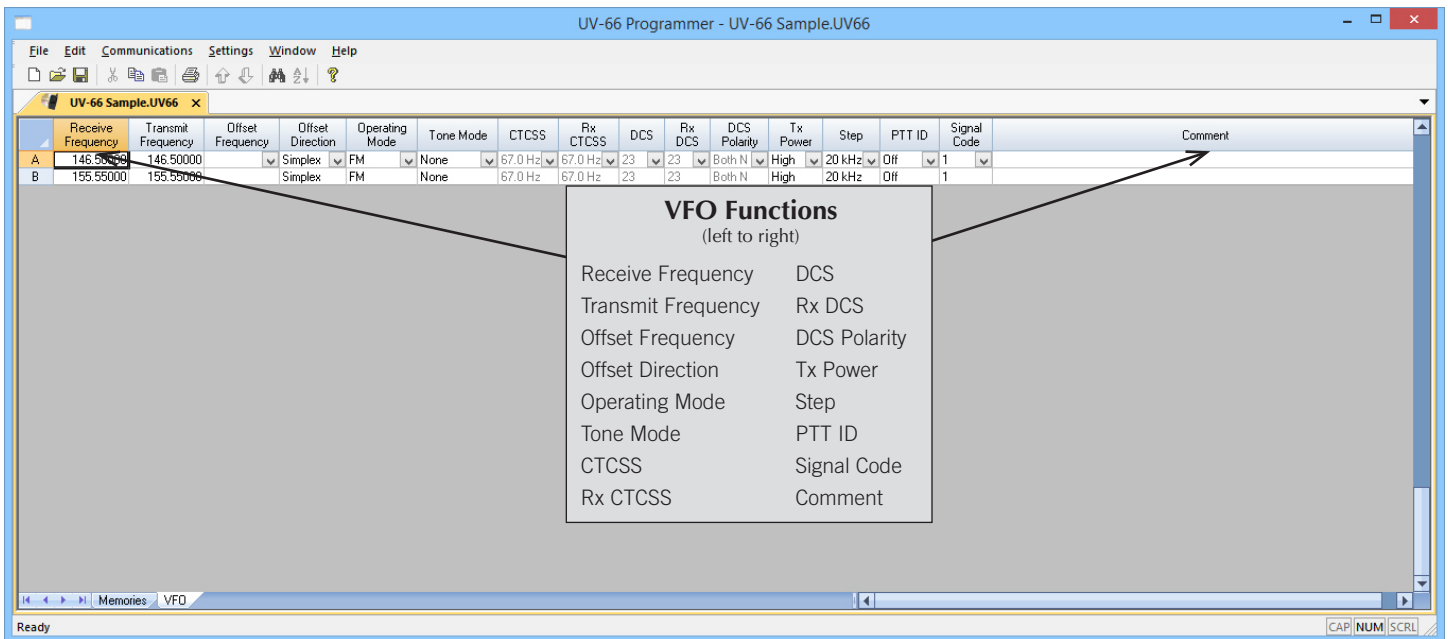 UV-66 Programmer - UV-66 Sample.UV66
File Edit Communications Settings Window Help
UV-66 Sample.UV66
Receive Frequency Transmit Frequency Offset Frequency Offset Direction Operating Mode Tone Mode CTCSS Rx CTCSS DCS Rx DCS DCS Polarity Tx Power Step PTT ID Signal Code Comment
A 146.50000 146.50000 Simplex FM None 67.0 Hz 67.0 Hz 23 23 Both N High 20 kHz Off 1
B 155.55000 155.55000 Simplex FM None 67.0 Hz 67.0 Hz 23 23 Both N High 20 kHz Off 1
VFO Functions
(left to right)
Receive Frequency
Transmit Frequency
Offset Frequency
Offset Direction
Operating Mode
Tone Mode
CTCSS
Rx CTCSS
DCS
Rx DCS
DCS Polarity
Tx Power
Step
PTT ID
Signal Code
Comment
Memories VFO
Ready CAP NUM SCRL